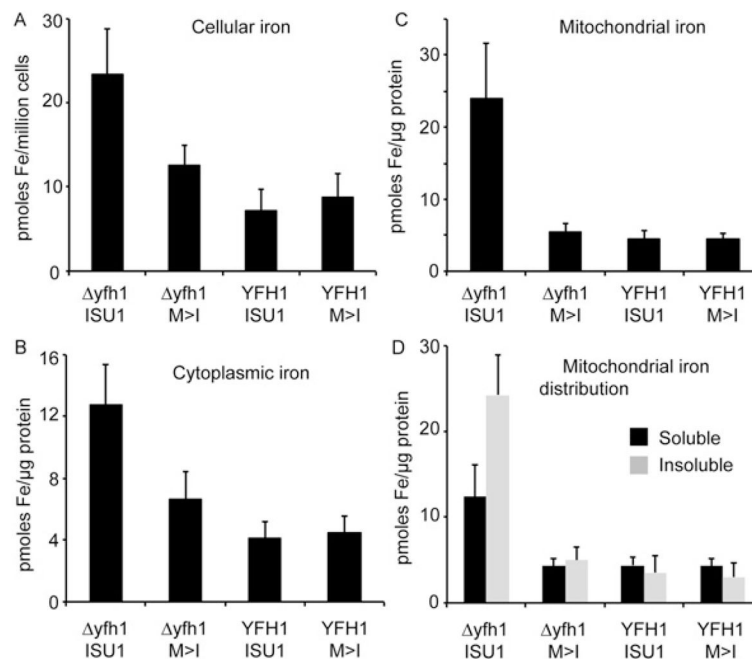 A
Cellular iron
pmoles Fe/million cells
30
20
10
0
Δyfh1
ISU1
Δyfh1
M>I
YFH1
ISU1
YFH1
M>I
B
Cytoplasmic iron
pmoles Fe/µg protein
16
12
8
4
0
Δyfh1
ISU1
Δyfh1
M>I
YFH1
ISU1
YFH1
M>I
C
Mitochondrial iron
pmoles Fe/µg protein
30
20
10
0
Δyfh1
ISU1
Δyfh1
M>I
YFH1
ISU1
YFH1
M>I
D
Mitochondrial iron
distribution
Soluble
Insoluble
pmoles Fe/µg protein
30
20
10
0
Δyfh1
ISU1
Δyfh1
M>I
YFH1
ISU1
YFH1
M>I